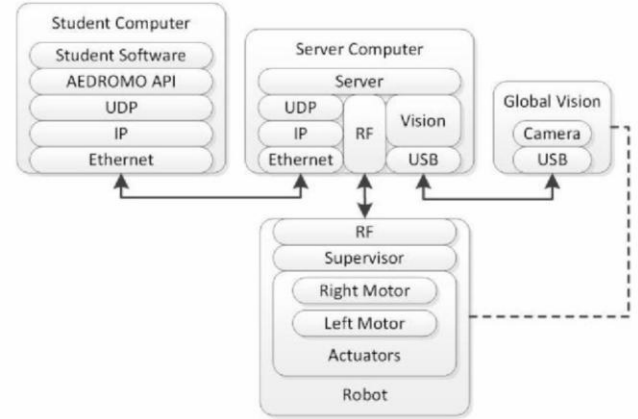 Student Computer
Student Software
AEDROMO API
UDP
IP
Ethernet
Server Computer
Server
UDP
IP
Ethernet
RF
Vision
USB
Global Vision
Camera
USB
RF
Supervisor
Right Motor
Left Motor
Actuators
Robot